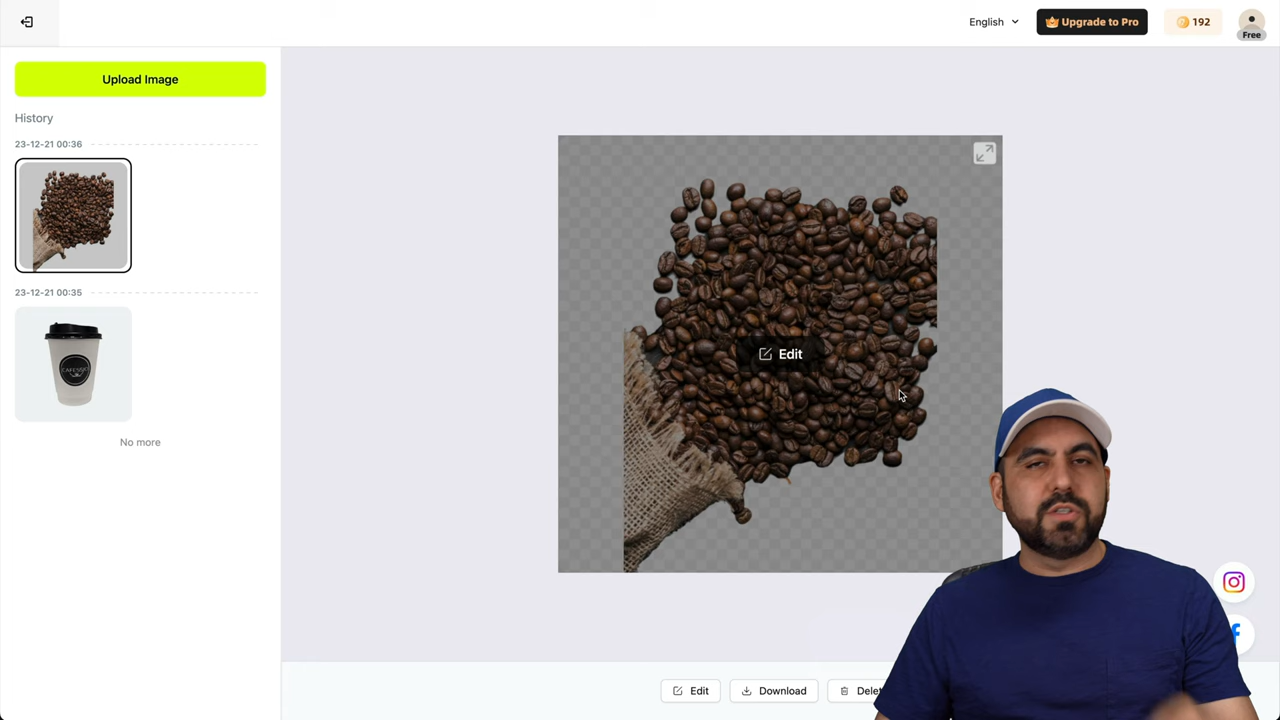 English
Upgrade to Pro
192
Free
Upload Image
History
23-12-21 00:36
23-12-21 00:35
No more
Edit
Edit
Download
Delet